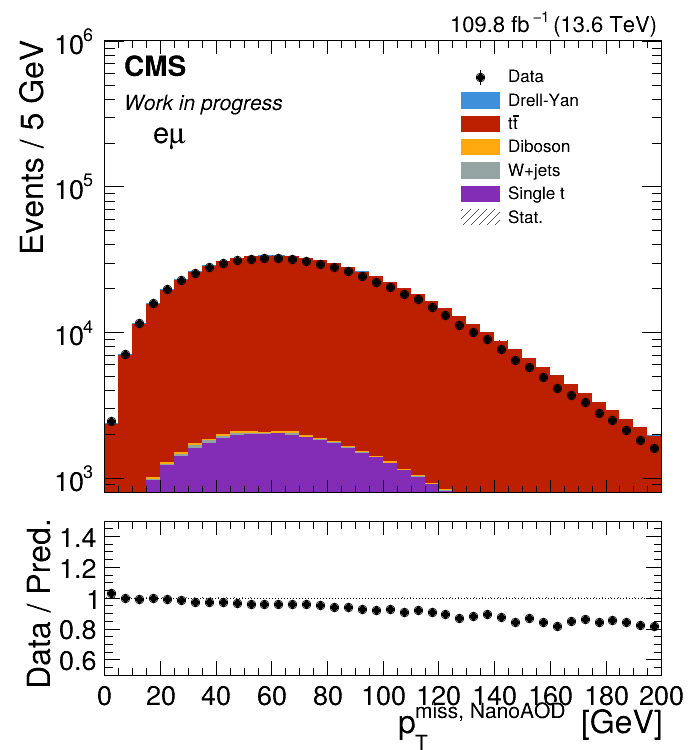 109.8 fb⁻¹ (13.6 TeV)
CMS
Work in progress
eμ
Data
Drell-Yan
tt̄
Diboson
W+jets
Single t
Stat.
Events / 5 GeV
10⁶
10⁵
10⁴
10³
Data / Pred.
1.4
1.2
1
0.8
0.6
0 20 40 60 80 100 120 140 160 180 200
p_T^miss, NanoAOD [GeV]